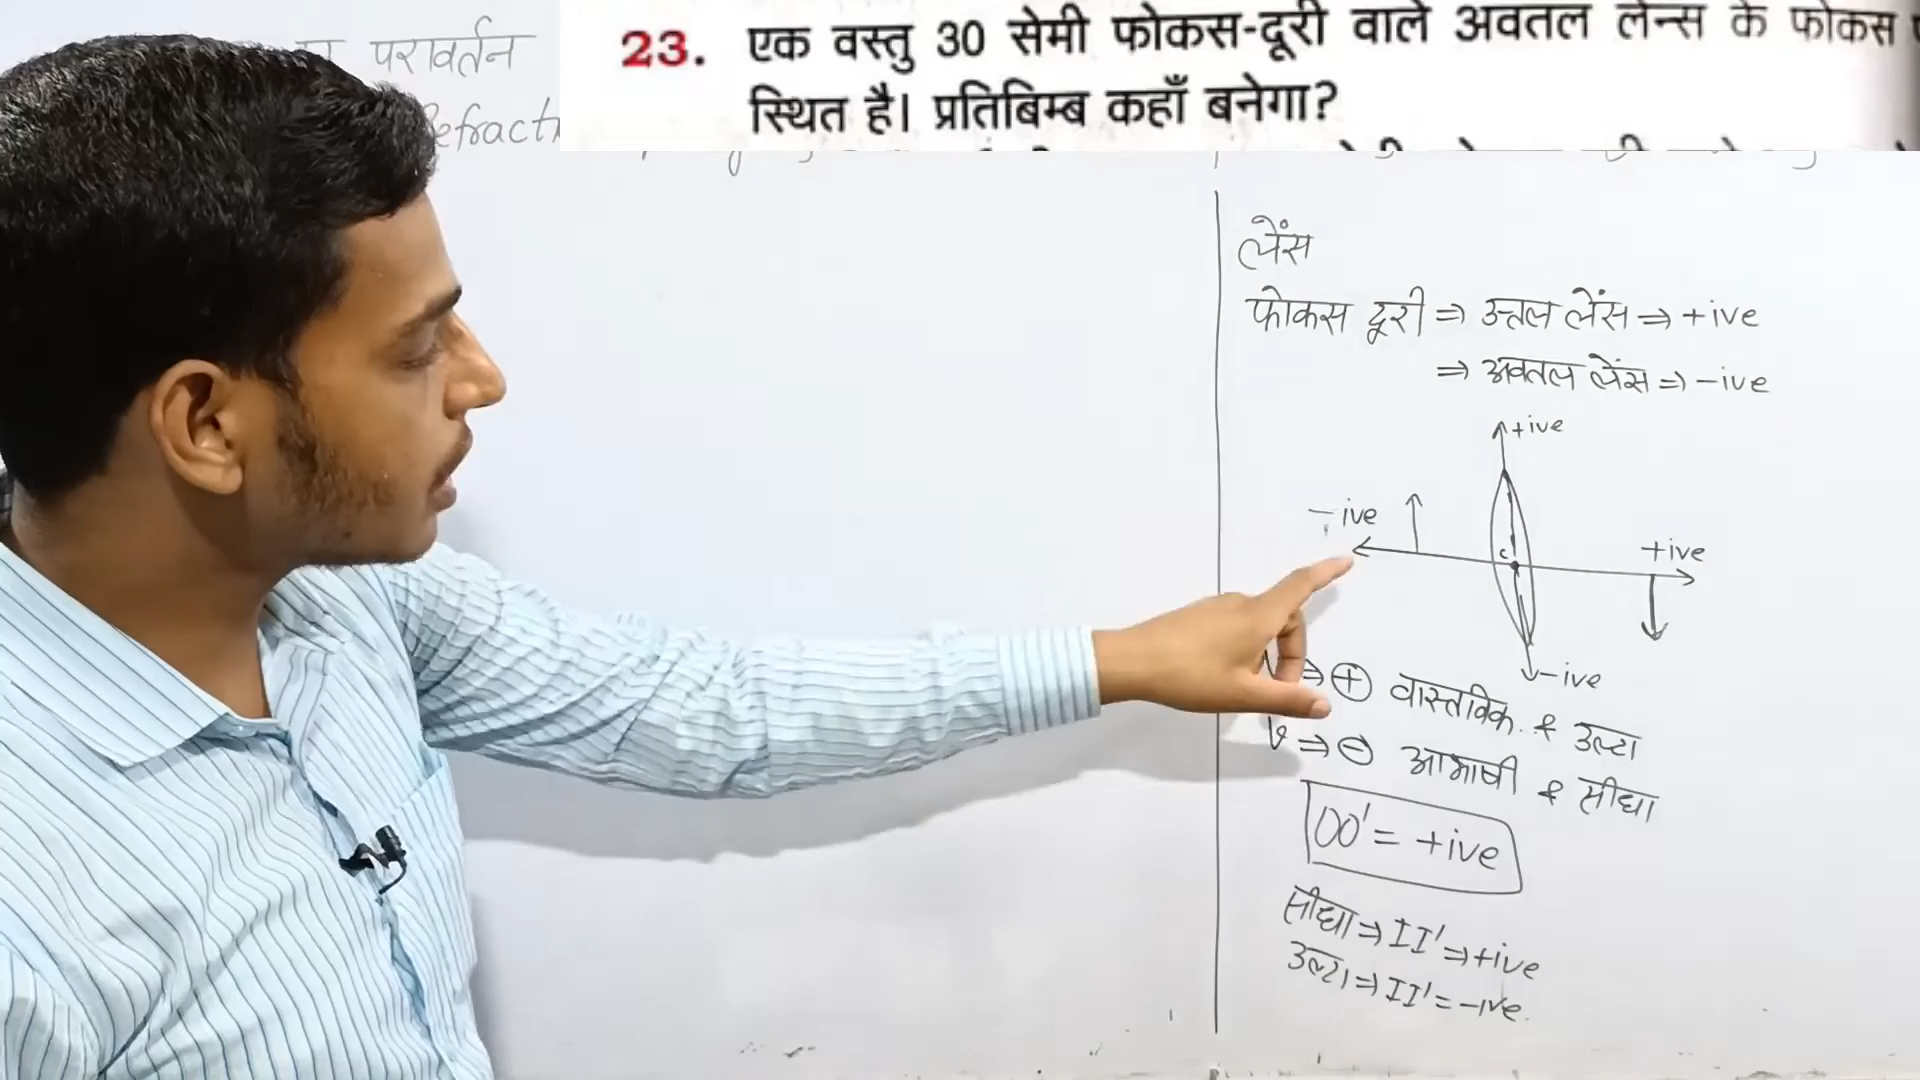 परावर्तन
Refracti
23. एक वस्तु 30 सेमी फोकस-दूरी वाले अवतल लेन्स के फोकस
स्थित है। प्रतिबिम्ब कहाँ बनेगा?
लेंस
फोकस दूरी ⇒ उत्तल लेंस ⇒ +ive
⇒ अवतल लेंस ⇒ -ive
+ive
-ive
+ive
c
-ive
⇒ ⊕ वास्तविक & उल्टा
v ⇒ ⊖ आभाषी & सीधा
OO' = +ive
सीधा ⇒ II' ⇒ +ive
उल्टा ⇒ II' = -ive